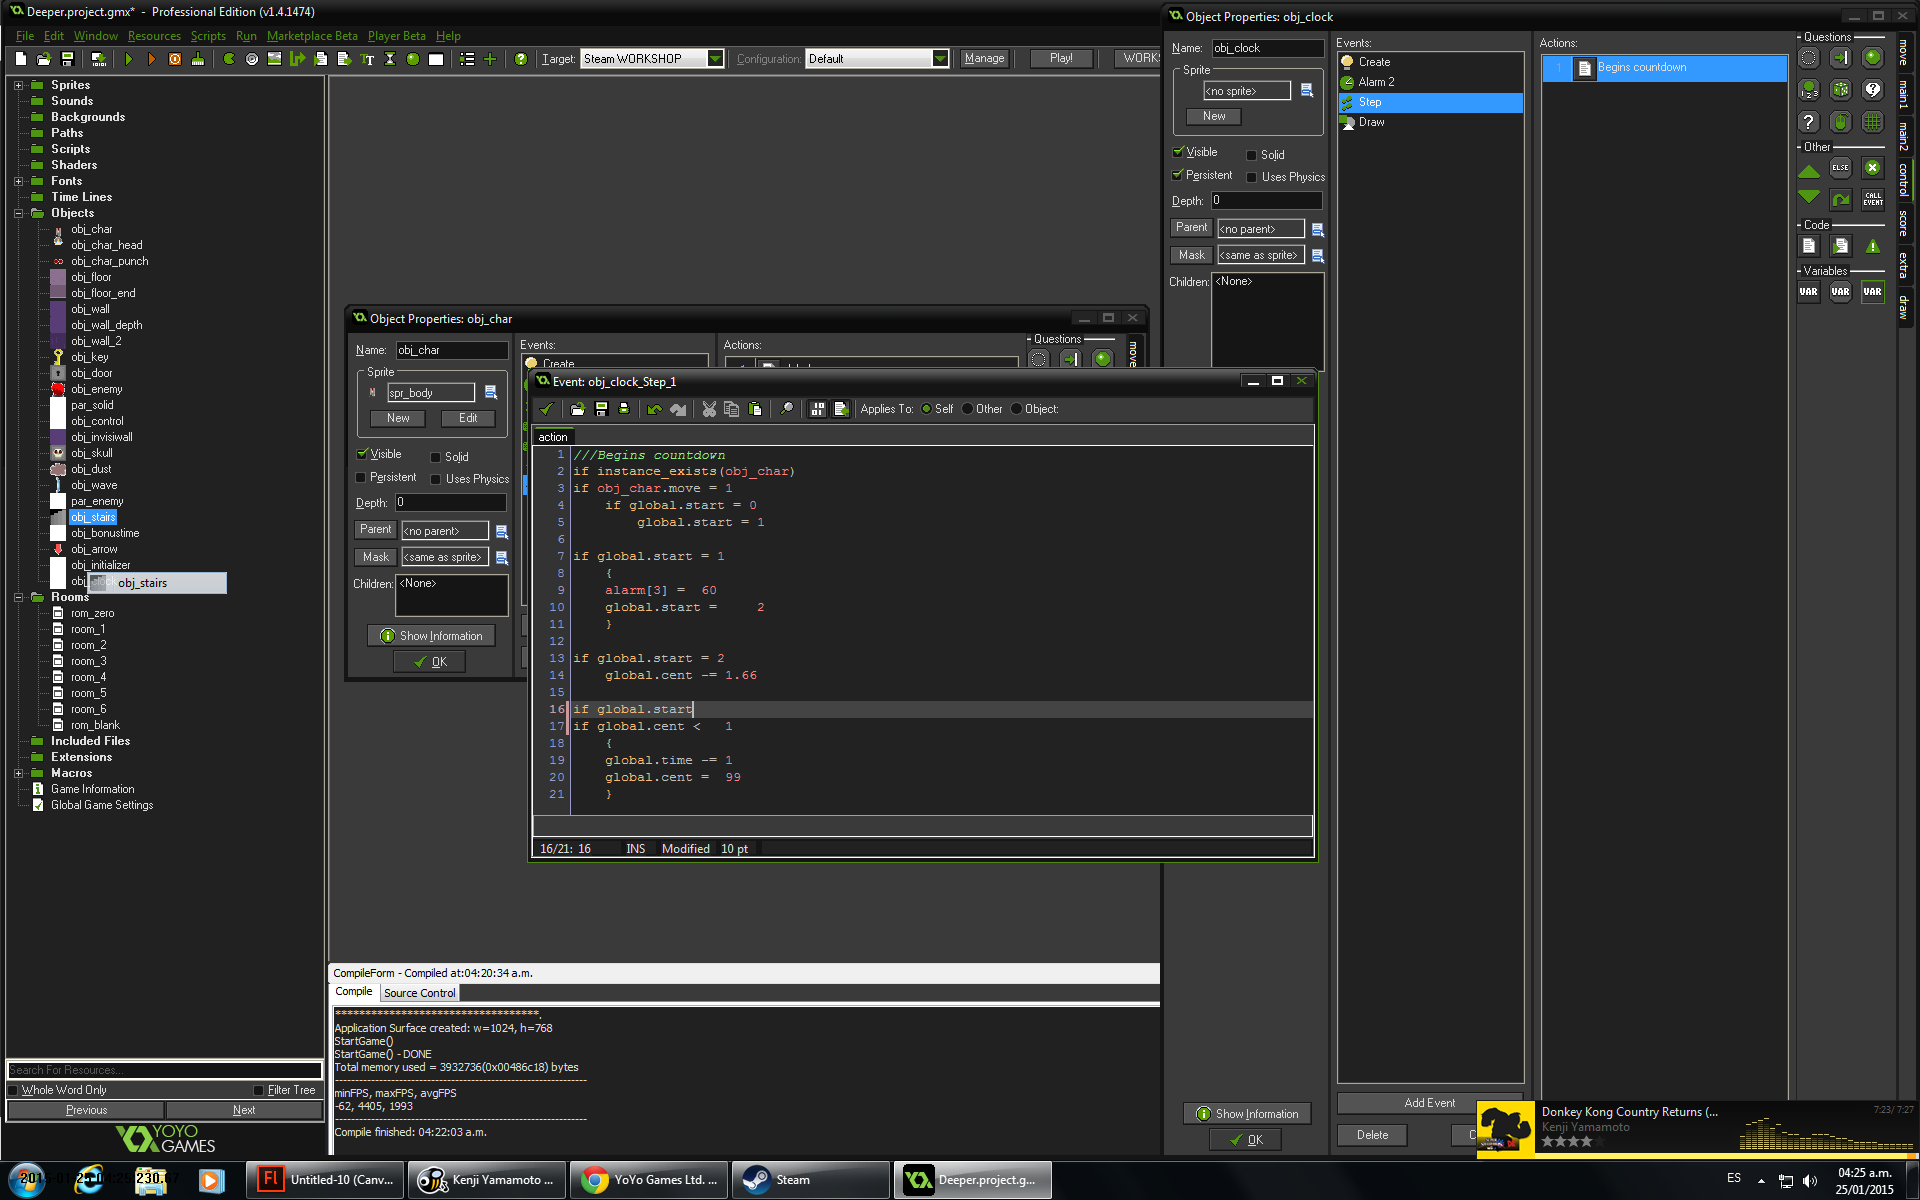 Deeper.project.gmx* - Professional Edition (v1.4.1474)
File Edit Window Resources Scripts Run Marketplace Beta Player Beta Help
Target: Steam WORKSHOP Configuration: Default Manage Play! WORKS
Sprites
Sounds
Backgrounds
Paths
Scripts
Shaders
Fonts
Time Lines
Objects
obj_char
obj_char_head
obj_char_punch
obj_floor
obj_floor_end
obj_wall
obj_wall_depth
obj_wall_2
obj_key
obj_door
obj_enemy
par_solid
obj_control
obj_invisiwall
obj_skull
obj_dust
obj_wave
par_enemy
obj_stairs
obj_bonustime
obj_arrow
obj_initializer
obj_stairs
Rooms
rom_zero
room_1
room_2
room_3
room_4
room_5
room_6
rom_blank
Included Files
Extensions
Macros
Game Information
Global Game Settings
Search For Resources...
Whole Word Only Filter Tree
Previous Next
YOYO
GAMES
Object Properties: obj_char
Name: obj_char
Sprite
spr_body
New Edit
Visible Solid
Persistent Uses Physics
Depth: 0
Parent <no parent>
Mask <same as sprite>
Children: <None>
Show Information
OK
Events:
Create
Actions:
Questions
move
Event: obj_clock_Step_1
Applies To: Self Other Object:
action
1 ///Begins countdown
2 if instance_exists(obj_char)
3 if obj_char.move = 1
4 if global.start = 0
5 global.start = 1
6
7 if global.start = 1
8 {
9 alarm[3] = 60
10 global.start = 2
11 }
12
13 if global.start = 2
14 global.cent -= 1.66
15
16 if global.start
17 if global.cent < 1
18 {
19 global.time -= 1
20 global.cent = 99
21 }
16/21: 16 INS Modified 10 pt
CompileForm - Compiled at:04:20:34 a.m.
Compile Source Control
**********************************.
Application Surface created: w=1024, h=768
StartGame()
StartGame() - DONE
Total memory used = 3932736(0x00486c18) bytes
minFPS, maxFPS, avgFPS
-62, 4405, 1993
Compile finished: 04:22:03 a.m.
Object Properties: obj_clock
Name: obj_clock
Sprite
<no sprite>
New
Visible Solid
Persistent Uses Physics
Depth: 0
Parent <no parent>
Mask <same as sprite>
Children: <None>
Show Information
OK
Events:
Create
Alarm 2
Step
Draw
Add Event
Delete
Actions:
1 Begins countdown
Questions
Other
ELSE
CALL EVENT
Code
Variables
VAR VAR VAR
move
main1
main2
control
score
extra
draw
Donkey Kong Country Returns (...
Kenji Yamamoto
7:23/ 7:27
Untitled-10 (Canv...
Kenji Yamamoto ...
YoYo Games Ltd. ...
Steam
Deeper.project.g...
ES
04:25 a.m.
25/01/2015